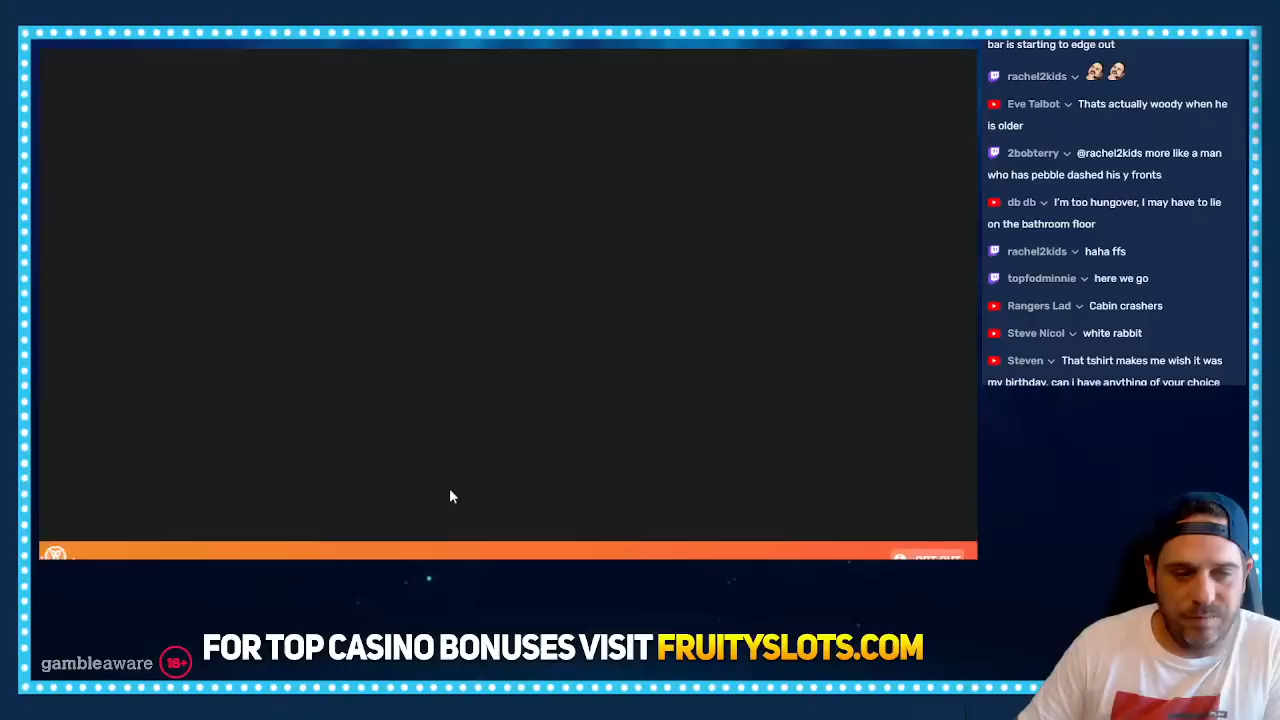 bar is starting to edge out
rachel2kids
Eve Talbot Thats actually woody when he
is older
2bobterry @rachel2kids more like a man
who has pebble dashed his y fronts
db db I'm too hungover, I may have to lie
on the bathroom floor
rachel2kids haha ffs
topfodminnie here we go
Rangers Lad Cabin crashers
Steve Nicol white rabbit
Steven That tshirt makes me wish it was
my birthday, can i have anything of your choice
OPT OUT
FOR TOP CASINO BONUSES VISIT FRUITYSLOTS.COM
gambleaware 18+